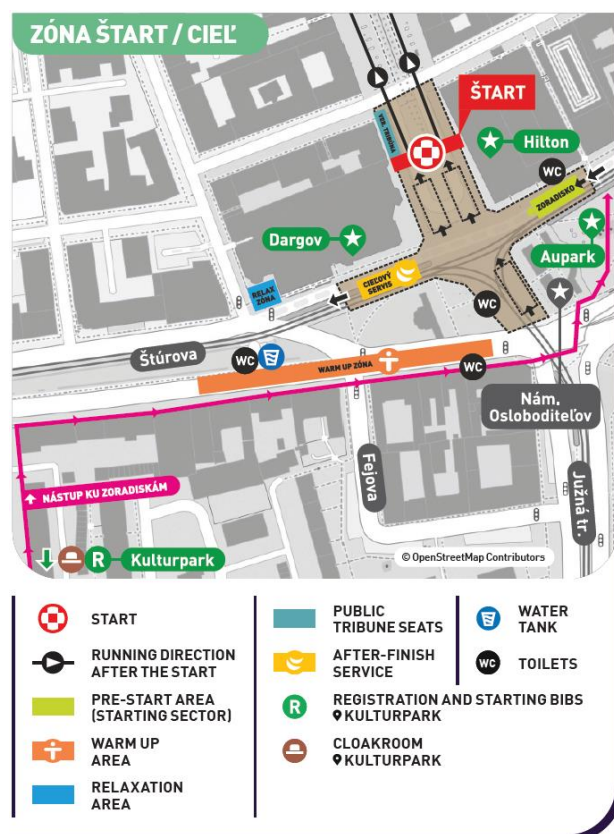 ZÓNA ŠTART / CIEĽ
ŠTART
VER. TRIBÚNA
Hilton
WC
ZORADISKO
Dargov
Aupark
CIEĽOVÝ
SERVIS
RELAX
ZÓNA
WC
Štúrova
WC
WARM UP ZÓNA
WC
Nám.
Osloboditeľov
Fejova
Južná tr.
NÁSTUP KU ZORADISKÁM
R
Kulturpark
© OpenStreetMap Contributors
START
RUNNING DIRECTION
AFTER THE START
PRE-START AREA
(STARTING SECTOR)
WARM UP
AREA
RELAXATION
AREA
PUBLIC
TRIBUNE SEATS
AFTER-FINISH
SERVICE
R
REGISTRATION AND STARTING BIBS
KULTURPARK
CLOAKROOM
KULTURPARK
WATER
TANK
WC
TOILETS